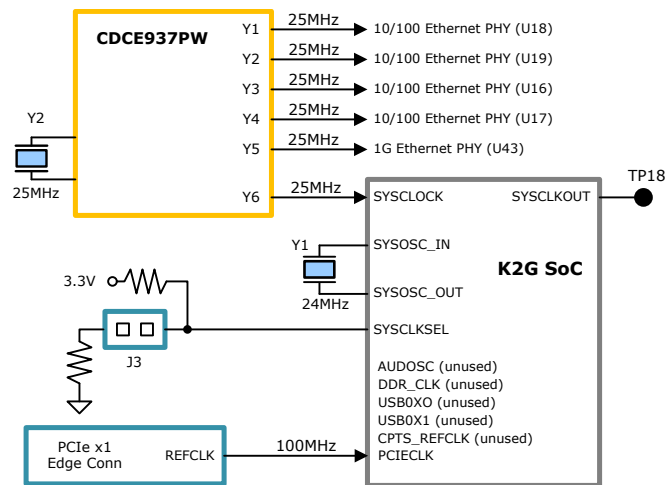 CDCE937PW
Y1 25MHz 10/100 Ethernet PHY (U18)
Y2 25MHz 10/100 Ethernet PHY (U19)
Y3 25MHz 10/100 Ethernet PHY (U16)
Y4 25MHz 10/100 Ethernet PHY (U17)
Y5 25MHz 1G Ethernet PHY (U43)
Y2
25MHz
Y6 25MHz SYSCLOCK SYSCLKOUT TP18
K2G SoC
Y1 SYSOSC_IN
SYSOSC_OUT
24MHz
3.3V
SYSCLKSEL
J3
AUDOSC (unused)
DDR_CLK (unused)
USB0XO (unused)
USB0X1 (unused)
CPTS_REFCLK (unused)
PCIe x1
Edge Conn
REFCLK 100MHz PCIECLK